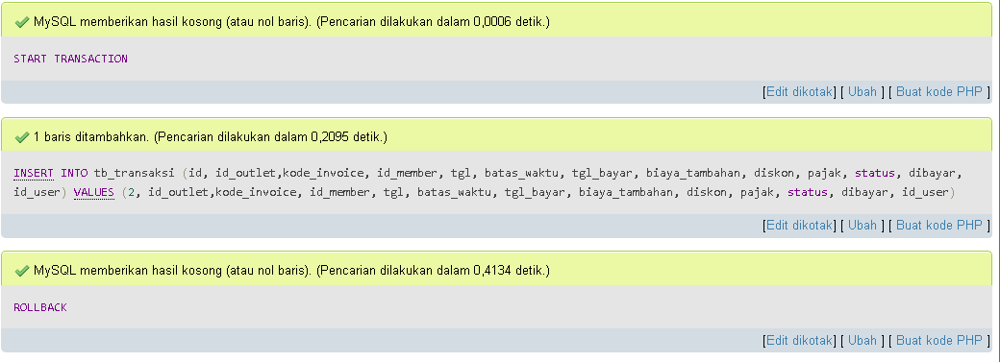 MySQL memberikan hasil kosong (atau nol baris). (Pencarian dilakukan dalam 0,0006 detik.)
START TRANSACTION
[Edit dikotak] [ Ubah ] [ Buat kode PHP ]
1 baris ditambahkan. (Pencarian dilakukan dalam 0,2095 detik.)
INSERT INTO tb_transaksi (id, id_outlet,kode_invoice, id_member, tgl, batas_waktu, tgl_bayar, biaya_tambahan, diskon, pajak, status, dibayar,
id_user) VALUES (2, id_outlet,kode_invoice, id_member, tgl, batas_waktu, tgl_bayar, biaya_tambahan, diskon, pajak, status, dibayar, id_user)
[Edit dikotak] [ Ubah ] [ Buat kode PHP ]
MySQL memberikan hasil kosong (atau nol baris). (Pencarian dilakukan dalam 0,4134 detik.)
ROLLBACK
[Edit dikotak] [ Ubah ] [ Buat kode PHP ]